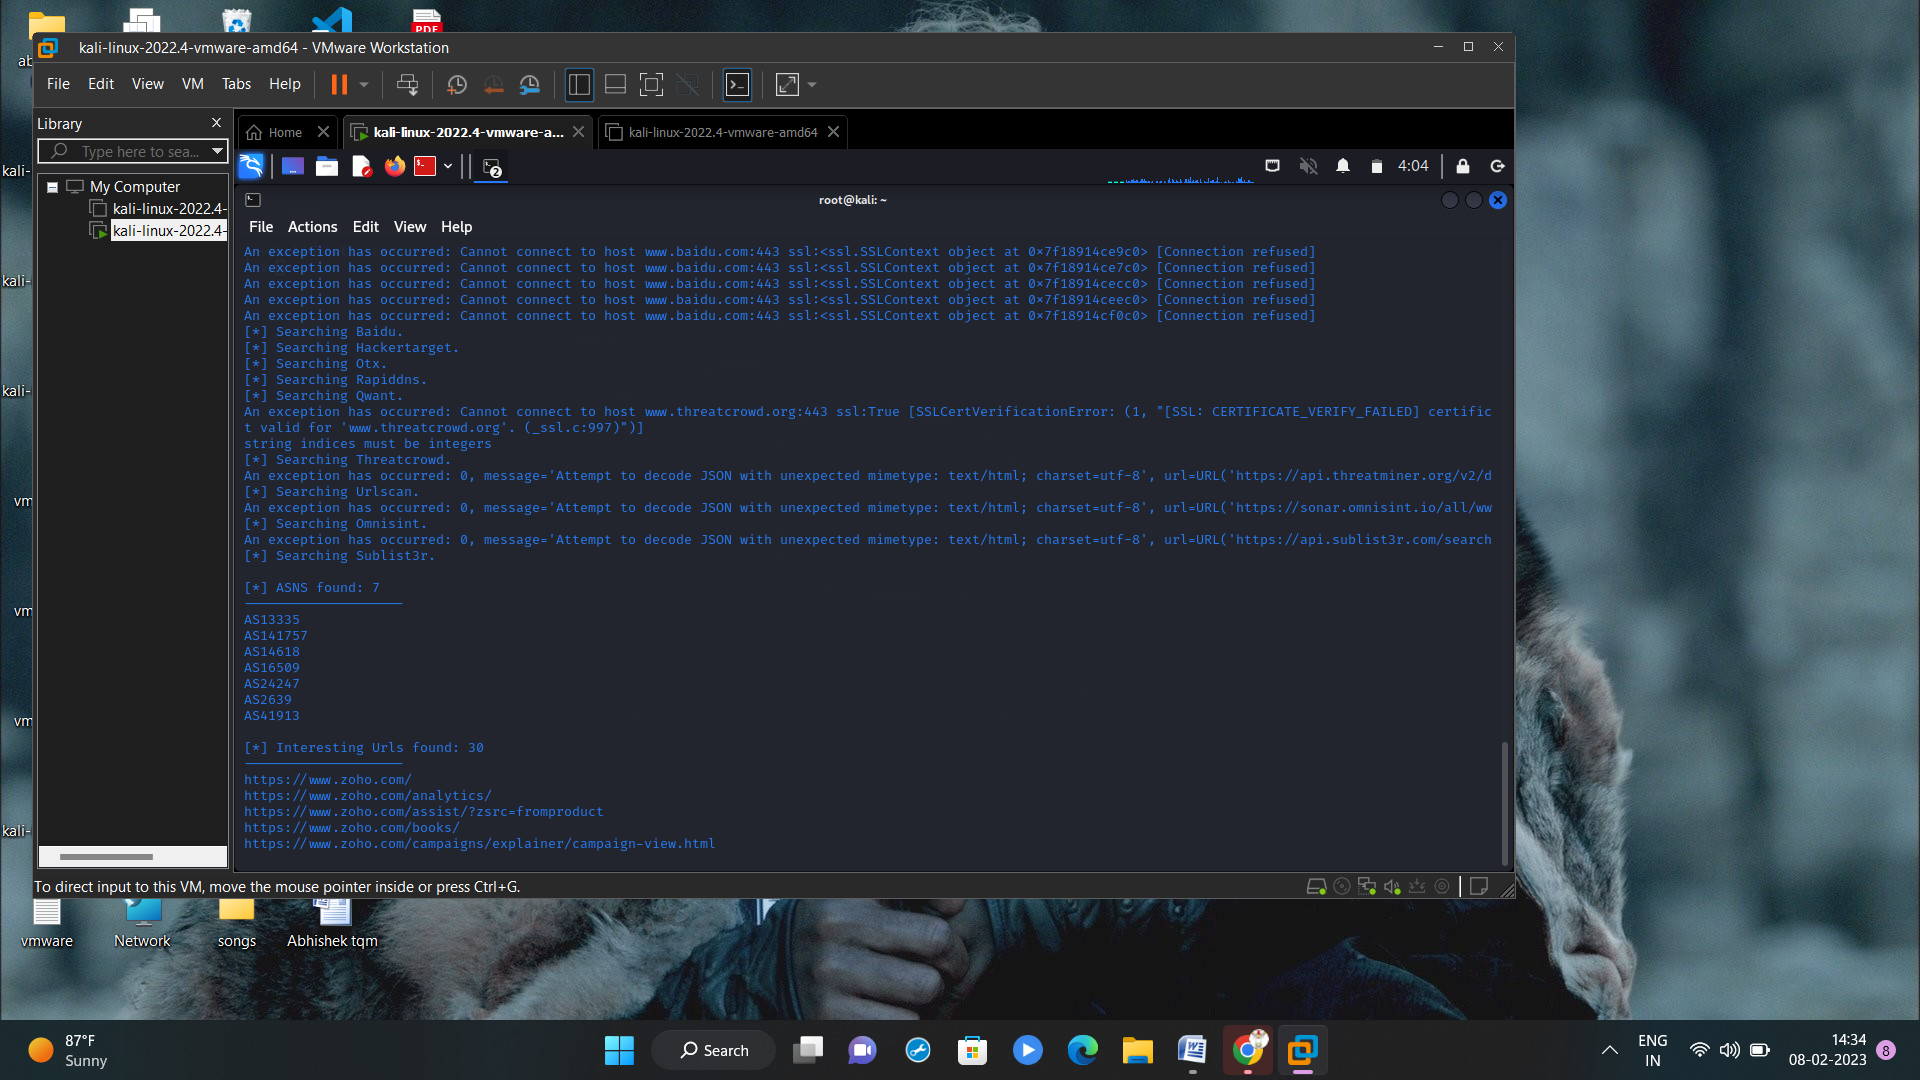 PDF
ab
kali-linux-2022.4-vmware-amd64 - VMware Workstation
File Edit View VM Tabs Help
Library
Type here to sea...
Home
kali-linux-2022.4-vmware-a...
kali-linux-2022.4-vmware-amd64
My Computer
kali-linux-2022.4-
kali-linux-2022.4-
2
4:04
root@kali: ~
File Actions Edit View Help
An exception has occurred: Cannot connect to host www.baidu.com:443 ssl:<ssl.SSLContext object at 0×7f18914ce9c0> [Connection refused]
An exception has occurred: Cannot connect to host www.baidu.com:443 ssl:<ssl.SSLContext object at 0×7f18914ce7c0> [Connection refused]
An exception has occurred: Cannot connect to host www.baidu.com:443 ssl:<ssl.SSLContext object at 0×7f18914cecc0> [Connection refused]
An exception has occurred: Cannot connect to host www.baidu.com:443 ssl:<ssl.SSLContext object at 0×7f18914ceec0> [Connection refused]
An exception has occurred: Cannot connect to host www.baidu.com:443 ssl:<ssl.SSLContext object at 0×7f18914cf0c0> [Connection refused]
[*] Searching Baidu.
[*] Searching Hackertarget.
[*] Searching Otx.
[*] Searching Rapiddns.
[*] Searching Qwant.
An exception has occurred: Cannot connect to host www.threatcrowd.org:443 ssl:True [SSLCertVerificationError: (1, "[SSL: CERTIFICATE_VERIFY_FAILED] certific
t valid for 'www.threatcrowd.org'. (_ssl.c:997)")]
string indices must be integers
[*] Searching Threatcrowd.
An exception has occurred: 0, message='Attempt to decode JSON with unexpected mimetype: text/html; charset=utf-8', url=URL('https://api.threatminer.org/v2/d
[*] Searching Urlscan.
An exception has occurred: 0, message='Attempt to decode JSON with unexpected mimetype: text/html; charset=utf-8', url=URL('https://sonar.omnisint.io/all/ww
[*] Searching Omnisint.
An exception has occurred: 0, message='Attempt to decode JSON with unexpected mimetype: text/html; charset=utf-8', url=URL('https://api.sublist3r.com/search
[*] Searching Sublist3r.
[*] ASNS found: 7
AS13335
AS141757
AS14618
AS16509
AS24247
AS2639
AS41913
[*] Interesting Urls found: 30
https://www.zoho.com/
https://www.zoho.com/analytics/
https://www.zoho.com/assist/?zsrc=fromproduct
https://www.zoho.com/books/
https://www.zoho.com/campaigns/explainer/campaign-view.html
To direct input to this VM, move the mouse pointer inside or press Ctrl+G.
kali-
kali-
kali-
vm
vm
vm
kali-
vmware
Network
songs
Abhishek tqm
87°F
Sunny
Search
ENG
IN
14:34
08-02-2023
8